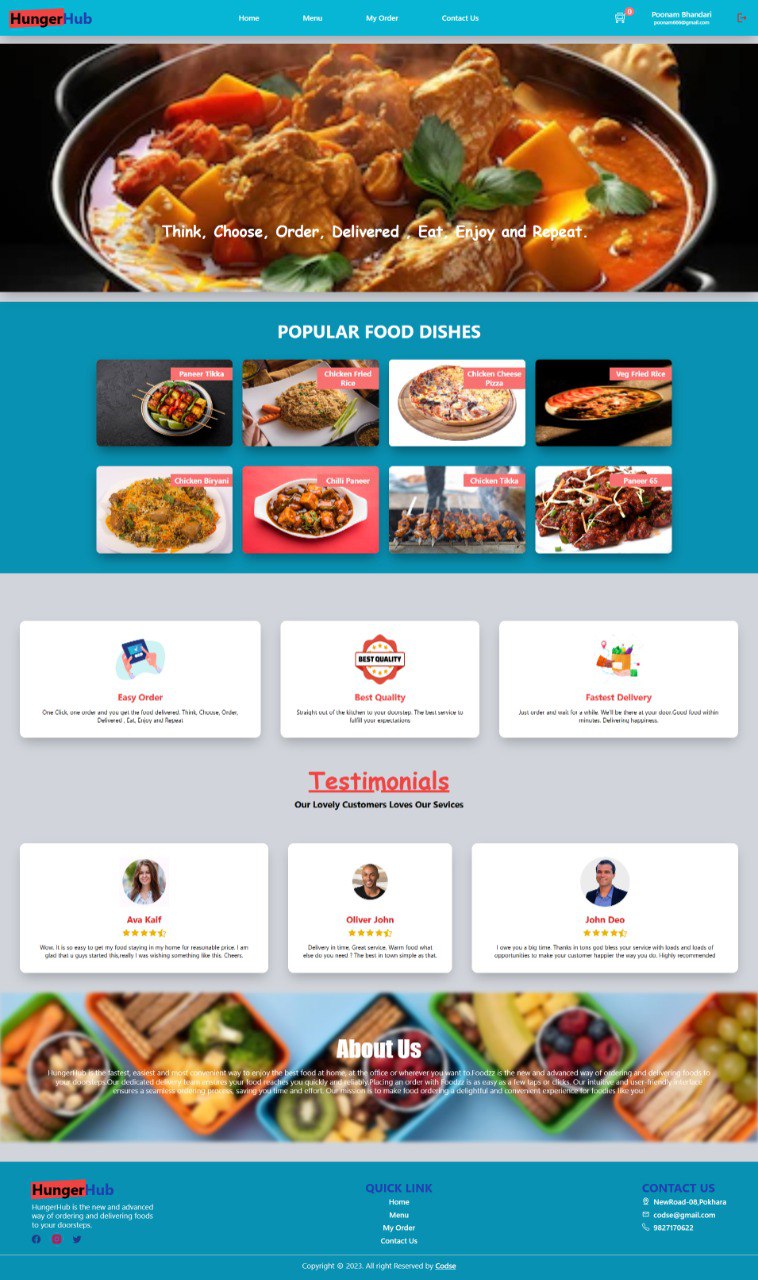 HungerHub
Home
Menu
My Order
Contact Us
0
Poonam Bhandari
Think, Choose, Order, Delivered , Eat, Enjoy and Repeat.
POPULAR FOOD DISHES
Paneer Tikka
Chicken Fried
Rice
Chicken Cheese
Pizza
Veg Fried Rice
Chicken Biryani
Chilli Paneer
Chicken Tikka
Paneer 65
BEST QUALITY
Easy Order
One Click, one order and you get the food delivered. Think, Choose, Order,
Delivered , Eat, Enjoy and Repeat
Best Quality
Straight out of the kitchen to your doorstep. The best service to
fulfill your expectations
Fastest Delivery
Just order and wait for a while. We'll be there at your door.Good food within
minutes. Delivering happiness.
Testimonials
Our Lovely Customers Loves Our Sevices
Ava Kalf
Wow. It is so easy to get my food staying in my home for reasonable price. I am
glad that u guys started this,really I was wishing something like this. Cheers.
Oliver John
Delivery in time. Great service. Warm food what
else do you need ? The best in town simple as that.
John Deo
I owe you a big time. Thanks in tons god bless your service with loads and loads of
opportunities to make your customer happier the way you do. Highly recommended
About Us
HungerHub is the fastest, easiest and most convenient way to enjoy the best food at home, at the office or wherever you want to.Foodzz is the new and advanced way of ordering and delivering foods to
your doorsteps.Our dedicated delivery team ensures your food reaches you quickly and reliably.Placing an order with Foodzz is as easy as a few taps or clicks. Our intuitive and user-friendly interface
ensures a seamless ordering process, saving you time and effort. Our mission is to make food ordering a delightful and convenient experience for foodies like you!
HungerHub
HungerHub is the new and advanced
way of ordering and delivering foods
to your doorsteps.
QUICK LINK
Home
Menu
My Order
Contact Us
CONTACT US
NewRoad-08,Pokhara
codse@gmail.com
9827170622
Copyright © 2023. All right Reserved by Codse